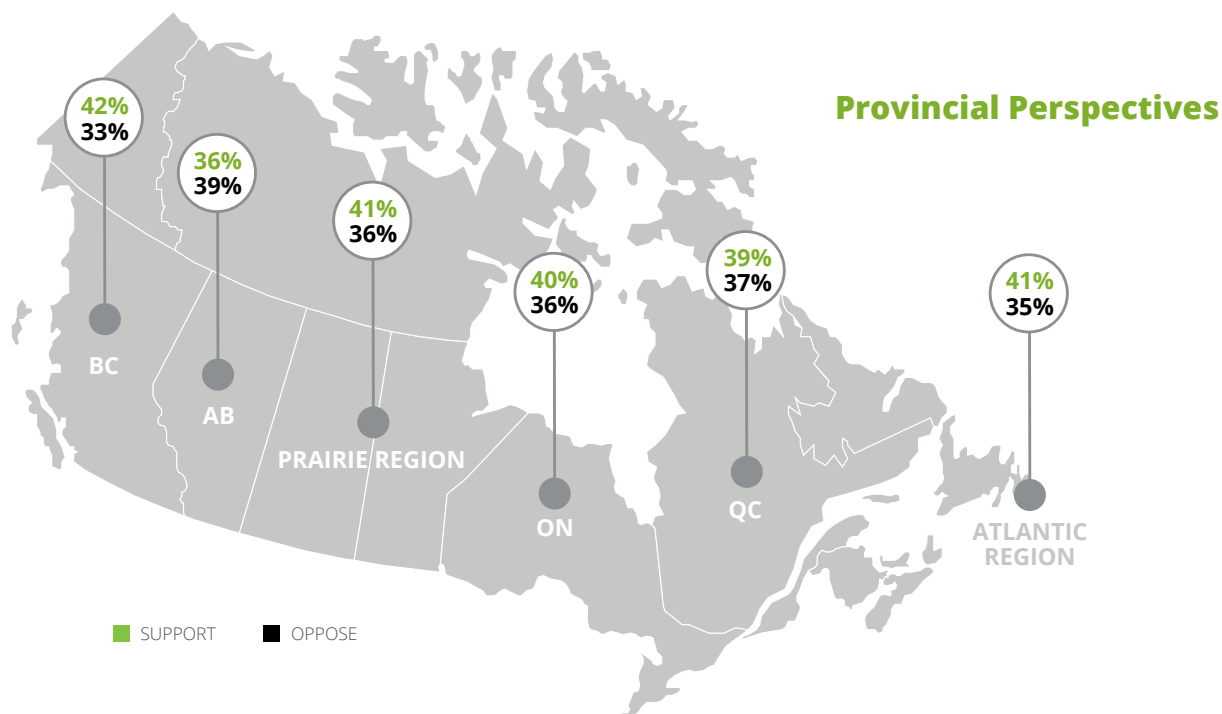 Provincial Perspectives
42%
33%
BC
36%
39%
AB
41%
36%
PRAIRIE REGION
40%
36%
ON
39%
37%
QC
41%
35%
ATLANTIC
REGION
SUPPORT
OPPOSE